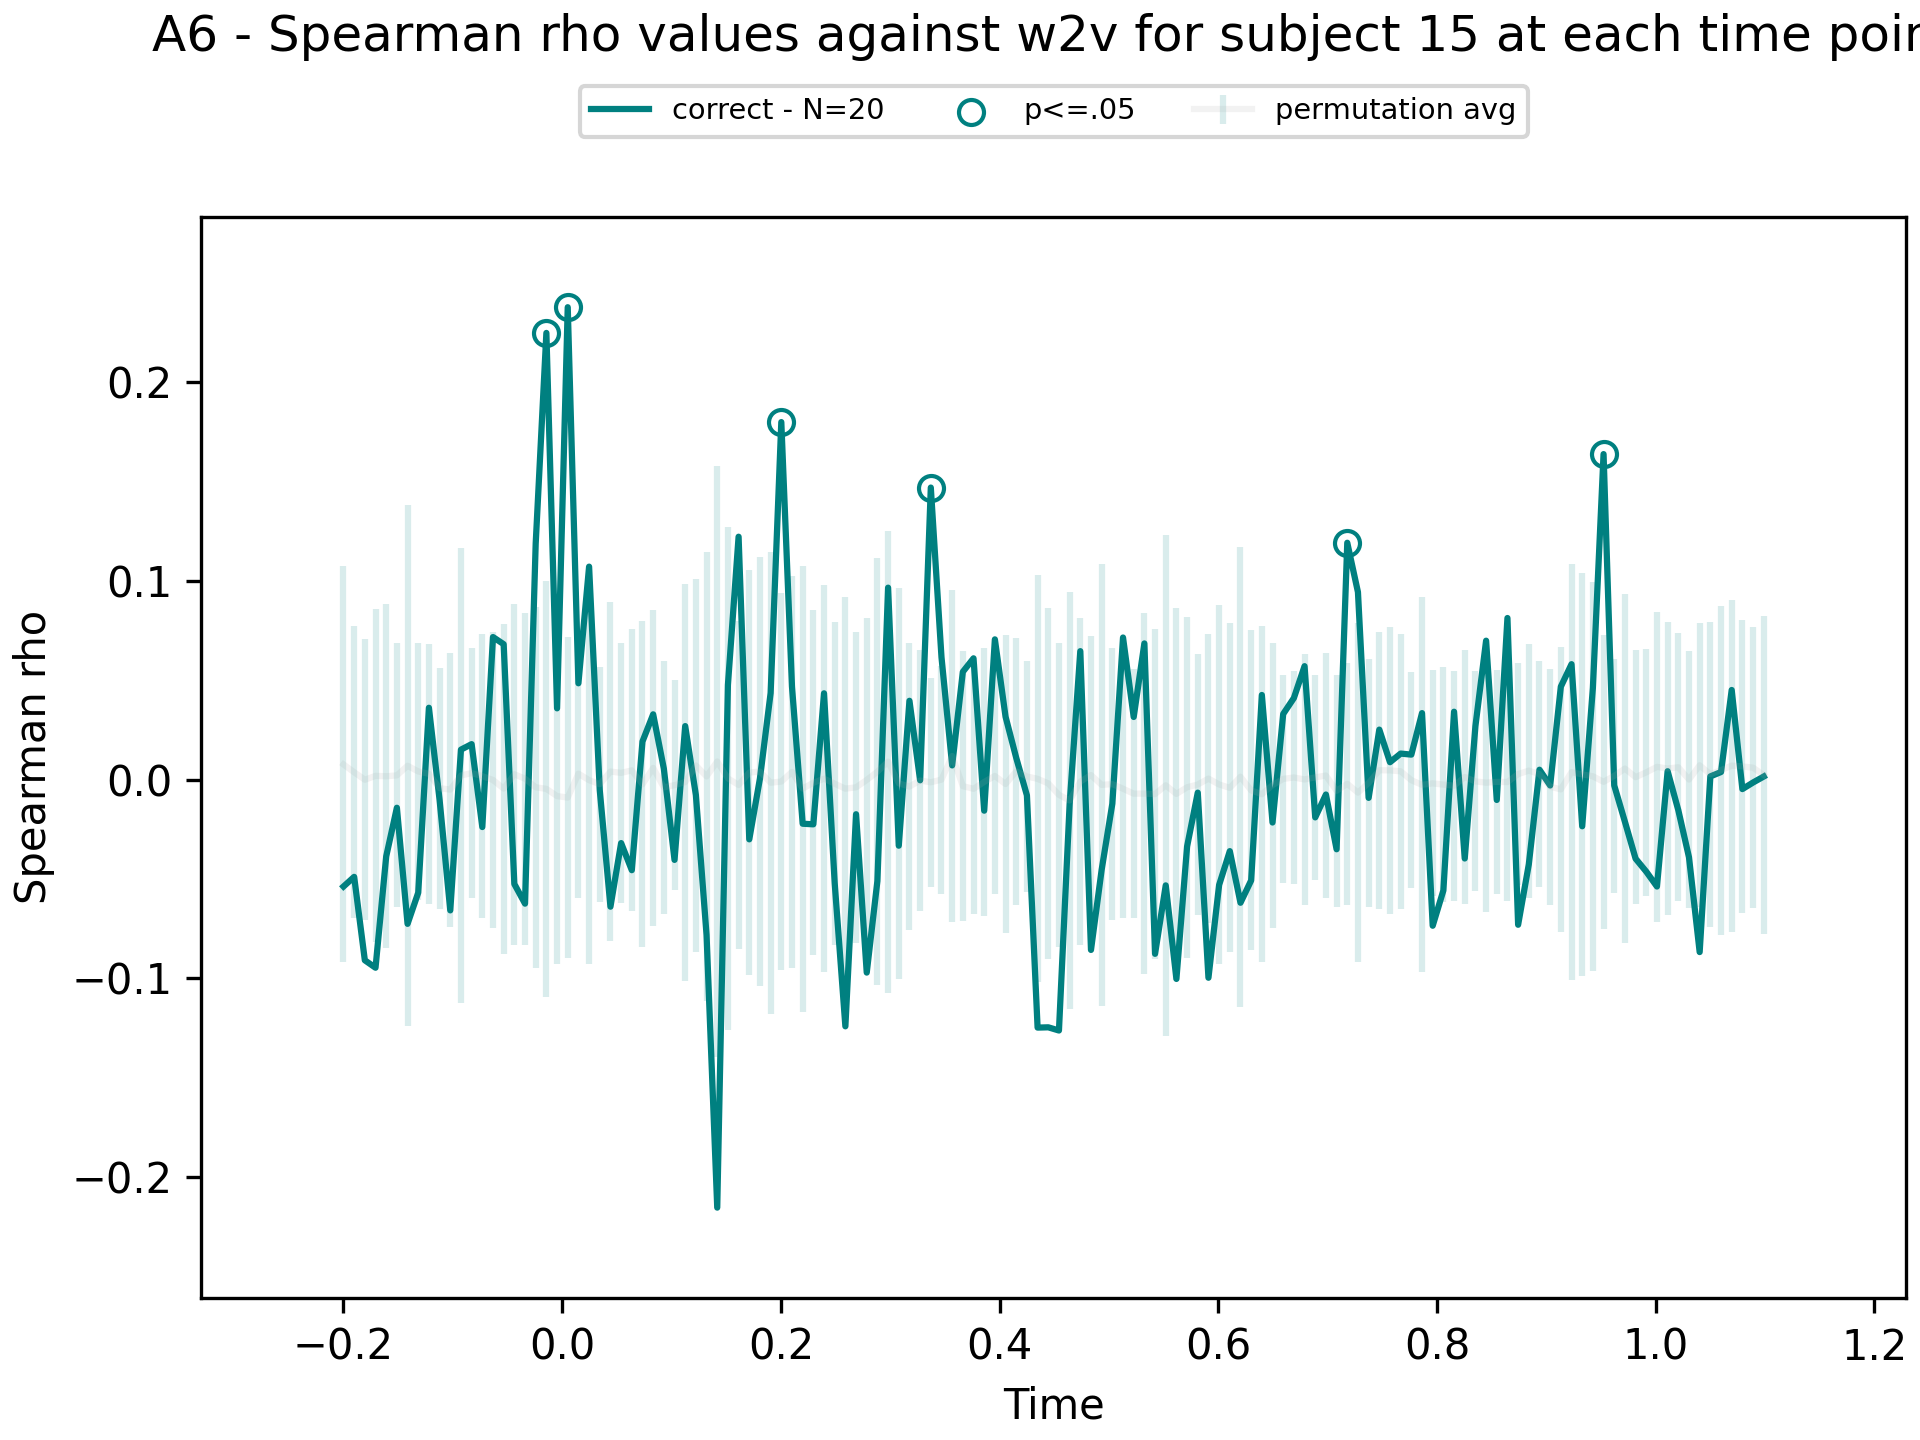 A6 - Spearman rho values against w2v for subject 15 at each time poin
correct - N=20 p<=.05 permutation avg
Spearman rho
0.2
0.1
0.0
−0.1
−0.2
−0.2 0.0 0.2 0.4 0.6 0.8 1.0 1.2
Time